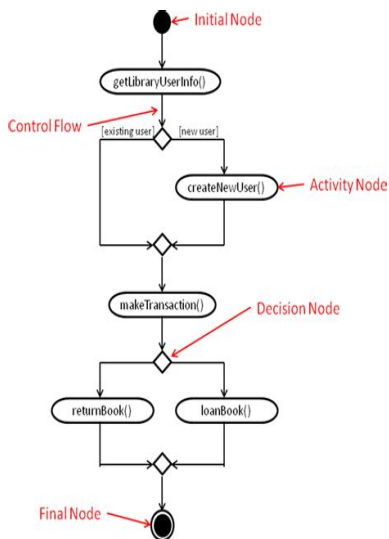 Initial Node
getLibraryUserInfo()
Control Flow
[existing user] [new user]
createNewUser()
Activity Node
makeTransaction()
Decision Node
returnBook()
loanBook()
Final Node